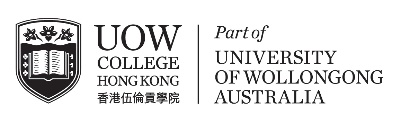 UOW
COLLEGE
HONG KONG
香港伍倫貢學院
Part of
UNIVERSITY
OF WOLLONGONG
AUSTRALIA